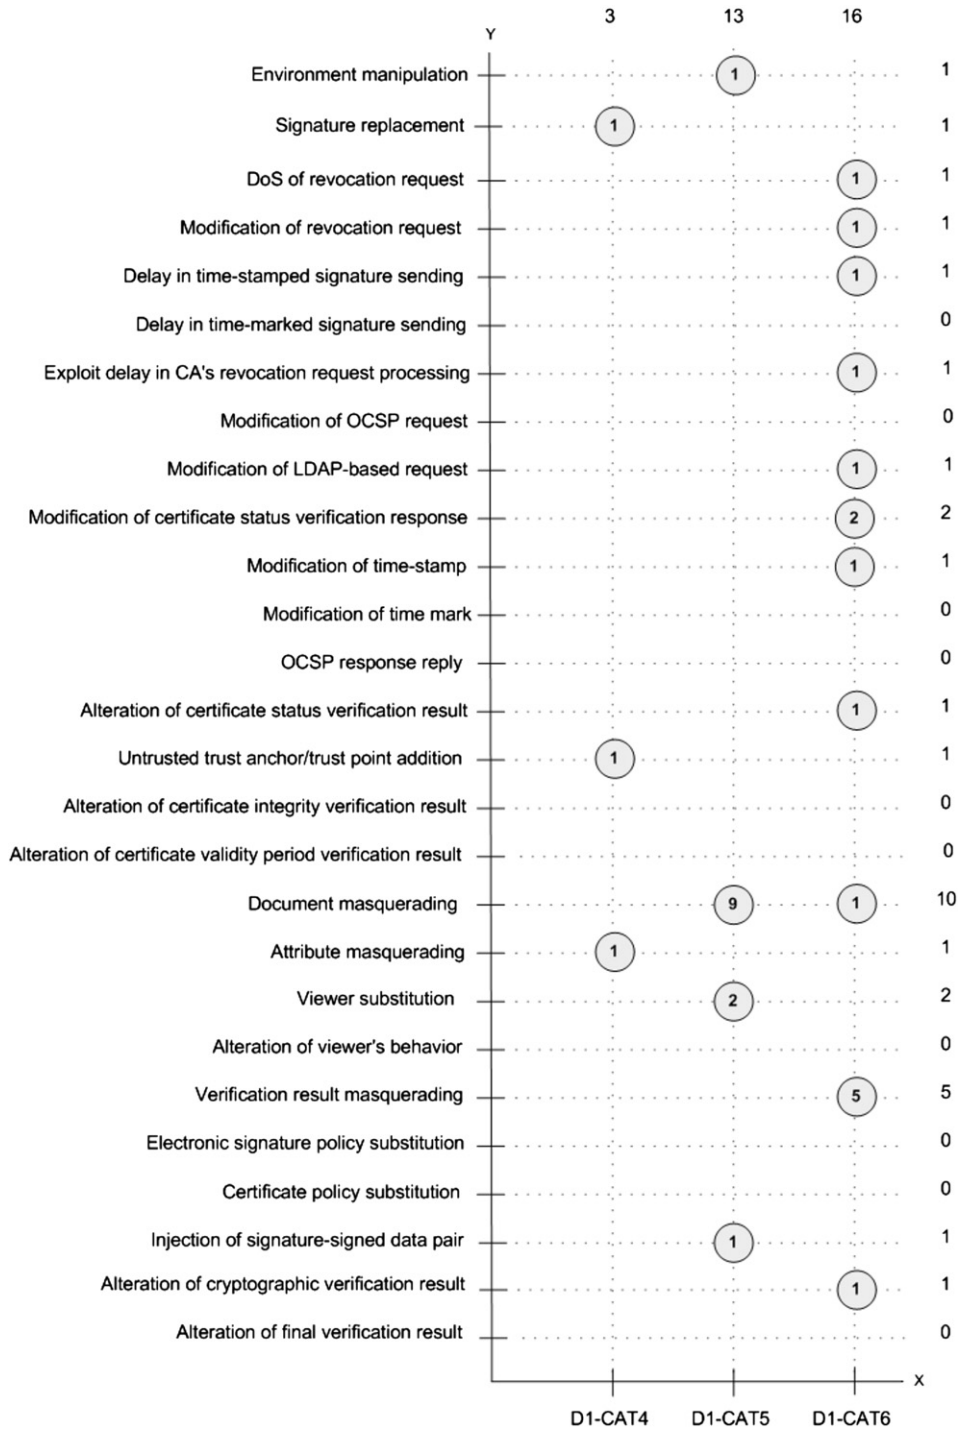 3 13 16
Y
Environment manipulation 1 1
Signature replacement 1 1
DoS of revocation request 1 1
Modification of revocation request 1 1
Delay in time-stamped signature sending 1 1
Delay in time-marked signature sending 0
Exploit delay in CA's revocation request processing 1 1
Modification of OCSP request 0
Modification of LDAP-based request 1 1
Modification of certificate status verification response 2 2
Modification of time-stamp 1 1
Modification of time mark 0
OCSP response reply 0
Alteration of certificate status verification result 1 1
Untrusted trust anchor/trust point addition 1 1
Alteration of certificate integrity verification result 0
Alteration of certificate validity period verification result 0
Document masquerading 9 1 10
Attribute masquerading 1 1
Viewer substitution 2 2
Alteration of viewer's behavior 0
Verification result masquerading 5 5
Electronic signature policy substitution 0
Certificate policy substitution 0
Injection of signature-signed data pair 1 1
Alteration of cryptographic verification result 1 1
Alteration of final verification result 0
X
D1-CAT4 D1-CAT5 D1-CAT6